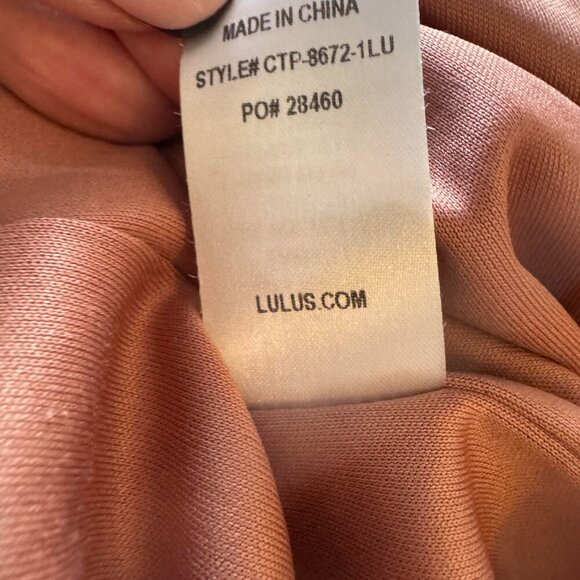 MADE IN CHINA
STYLE# CTP-8672-1LU
PO# 28460
LULUS.COM